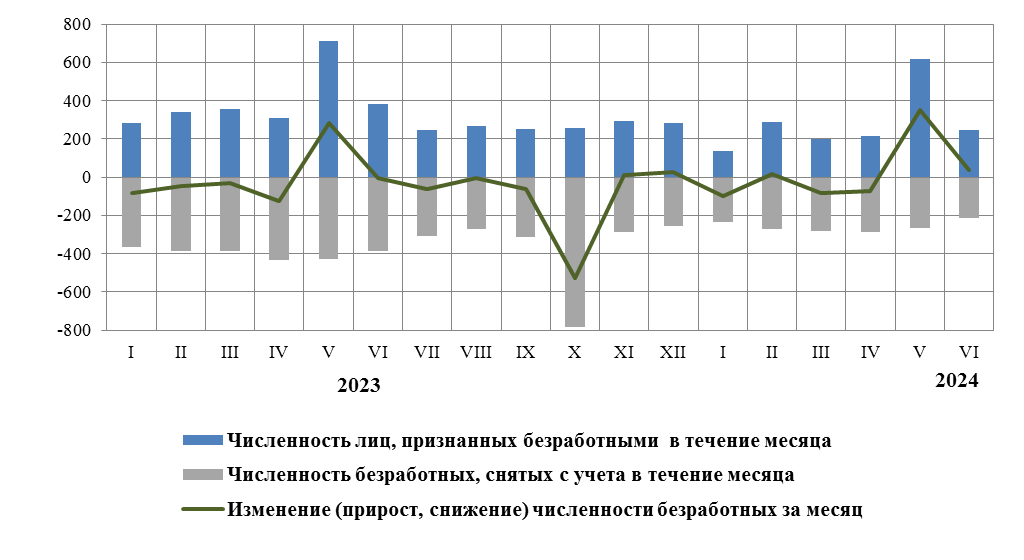 800
600
400
200
0
-200
-400
-600
-800
I II III IV V VI VII VIII IX X XI XII I II III IV V VI
2023 2024
Численность лиц, признанных безработными в течение месяца
Численность безработных, снятых с учета в течение месяца
Изменение (прирост, снижение) численности безработных за месяц